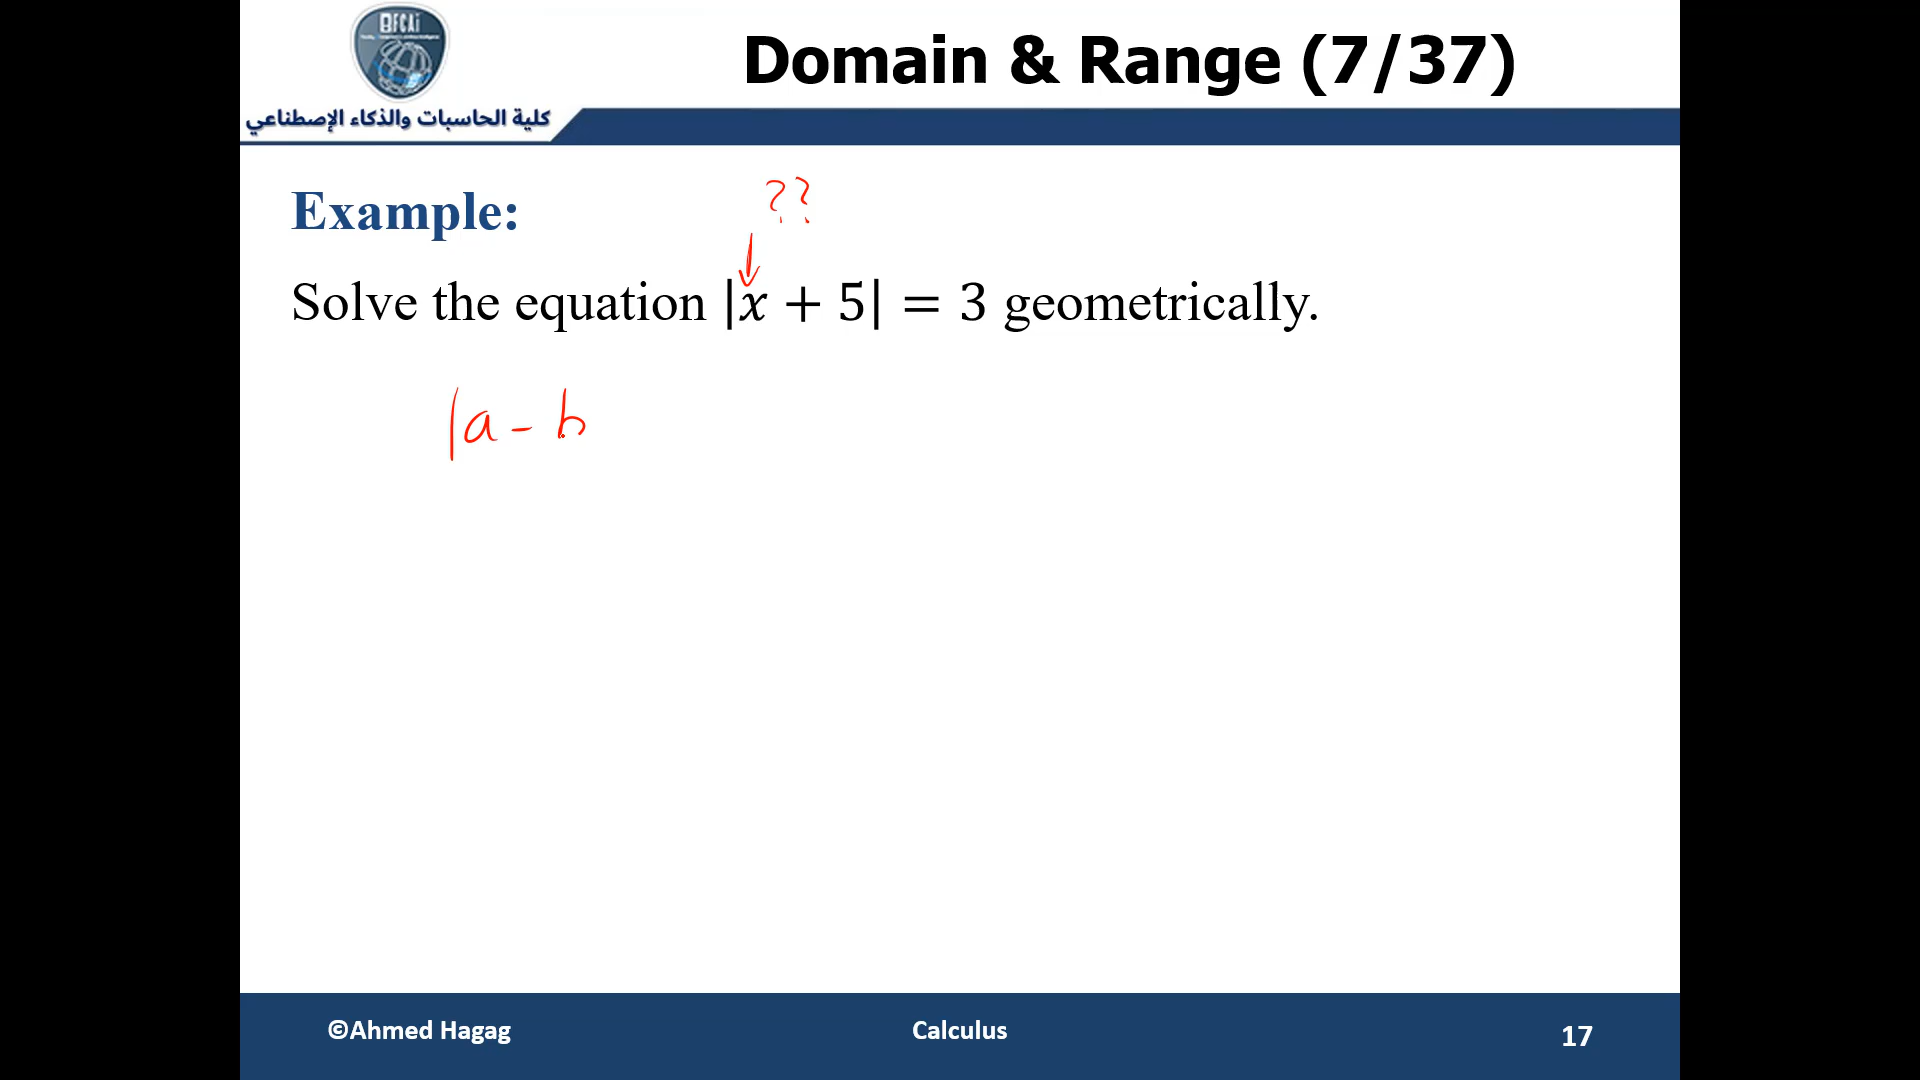 FCAi
Domain & Range (7/37)
كلية الحاسبات والذكاء الإصطناعي
Example:
??
Solve the equation |x + 5| = 3 geometrically.
|a - b
©Ahmed Hagag
Calculus
17